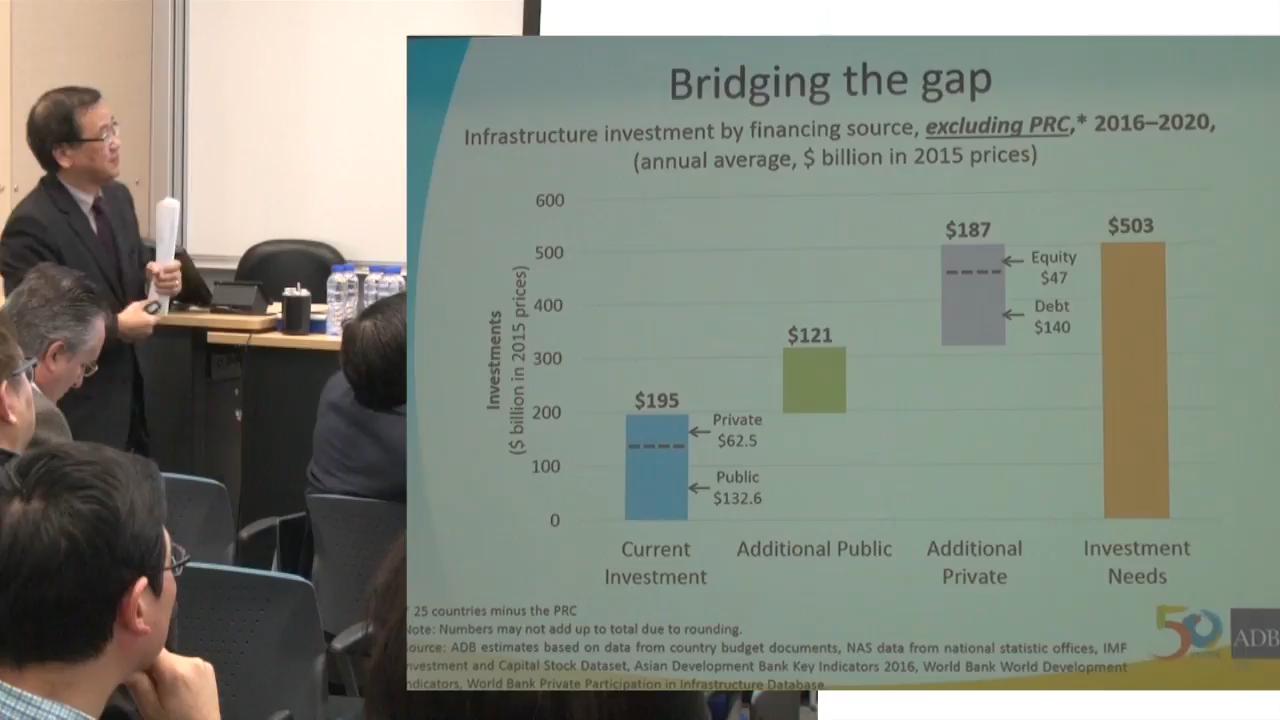 Bridging the gap
Infrastructure investment by financing source, excluding PRC,* 2016–2020,
(annual average, $ billion in 2015 prices)
Investments
($ billion in 2015 prices)
600
500
400
300
200
100
0
$195
Private
$62.5
Public
$132.6
$121
$187
Equity
$47
Debt
$140
$503
Current
Investment
Additional Public
Additional
Private
Investment
Needs
* 25 countries minus the PRC
Note: Numbers may not add up to total due to rounding.
ource: ADB estimates based on data from country budget documents, NAS data from national statistic offices, IMF
nvestment and Capital Stock Dataset, Asian Development Bank Key Indicators 2016, World Bank World Development
ndicators, World Bank Private Participation in Infrastructure Database
50
ADB